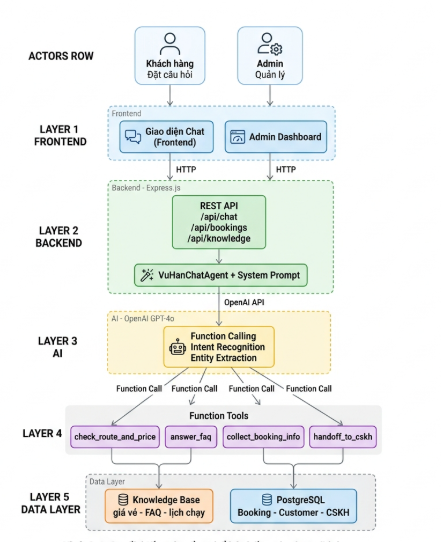 ACTORS ROW
Khách hàng
Đặt câu hỏi
Admin
Quản lý
LAYER 1
FRONTEND
Frontend
Giao diện Chat
(Frontend)
Admin Dashboard
HTTP
HTTP
LAYER 2
BACKEND
Backend - Express.js
REST API
/api/chat
/api/bookings
/api/knowledge
VuHanChatAgent + System Prompt
OpenAI API
LAYER 3
AI
AI - OpenAI GPT-4o
Function Calling
Intent Recognition
Entity Extraction
Function Call
Function Call
Function Call
Function Call
LAYER 4
Function Tools
check_route_and_price
answer_faq
collect_booking_info
handoff_to_cskh
LAYER 5
DATA LAYER
Data Layer
Knowledge Base
giá vé - FAQ - lịch chạy
PostgreSQL
Booking - Customer - CSKH